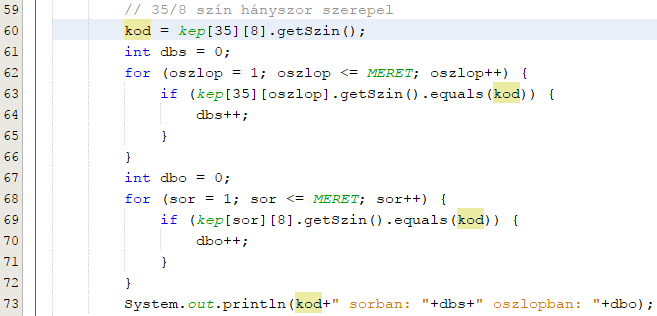 59 // 35/8 szín hányszor szerepel
60 kod = kep[35][8].getSzin();
61 int dbs = 0;
62 for (oszlop = 1; oszlop <= MERET; oszlop++) {
63 if (kep[35][oszlop].getSzin().equals(kod)) {
64 dbs++;
65 }
66 }
67 int dbo = 0;
68 for (sor = 1; sor <= MERET; sor++) {
69 if (kep[sor][8].getSzin().equals(kod)) {
70 dbo++;
71 }
72 }
73 System.out.println(kod+" sorban: "+dbs+" oszlopban: "+dbo);